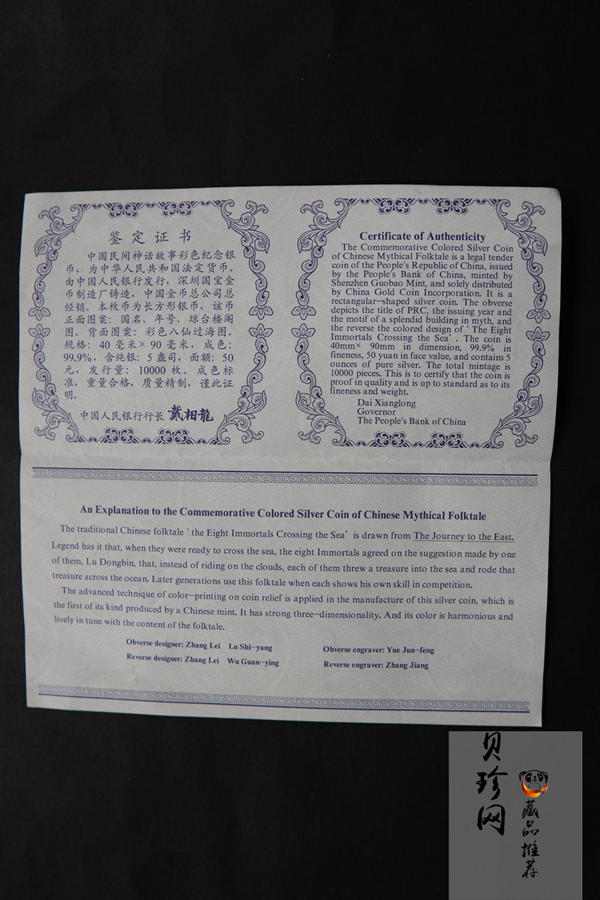 鉴定证书
中国民间神话故事彩色纪念银
币，为中华人民共和国法定货币。
由中国人民银行发行，深圳国宝金
币制造厂铸造，中国金币总公司总
经销。本枚币为长方形银币，该币
正面图案：国名、年号、琼台楼阁
图。背面图案：彩色八仙过海图。
规格：40毫米×90毫米，成色：
99.9%，含纯银：5盎司，面额：50
元，发行量：10000枚。成色标
准，重量合格，质量精制，谨此证
明。
中国人民银行行长 戴相龍
Certificate of Authenticity
The Commemorative Colored Silver Coin
of Chinese Mythical Folktale is a legal tender
coin of the People's Republic of China, issued
by the People's Bank of China, minted by
Shenzhen Guobao Mint, and solely distributed
by China Gold Coin Incorporation. It is a
rectangular-shaped silver coin. The obverse
depicts the title of PRC, the issuing year and
the motif of a splendid building in myth, and
the reverse the colored design of 'The Eight
Immortals Crossing the Sea'. The coin is
40mm× 90mm in dimension, 99.9% in
fineness, 50 yuan in face value, and contains 5
ounces of pure silver. The total mintage is
10000 pieces. This is to certify that the coin is
proof in quality and is up to standard as to its
fineness and weight.
Dai Xianglong
Governor
The People's Bank of China
An Explanation to the Commemorative Colored Silver Coin of Chinese Mythical Folktale
The traditional Chinese folktale 'the Eight Immortals Crossing the Sea' is drawn from The Journey to the East.
Legend has it that, when they were ready to cross the sea, the eight Immortals agreed on the suggestion made by one
of them, Lu Dongbin, that, instead of riding on the clouds, each of them threw a treasure into the sea and rode that
treasure across the ocean. Later generations use this folktale when each shows his own skill in competition.
The advanced technique of color-printing on coin relief is applied in the manufacture of this silver coin, which is
the first of its kind produced by a Chinese mint. It has strong three-dimensionality. And its color is harmonious and
lively in tune with the content of the folktale.
Obverse designer: Zhang Lei Lu Shi-yang
Obverse engraver: Yue Jun-feng
Reverse designer: Zhang Lei Wu Guan-ying
Reverse engraver: Zhang Jiang
贝珍网
藏品推荐